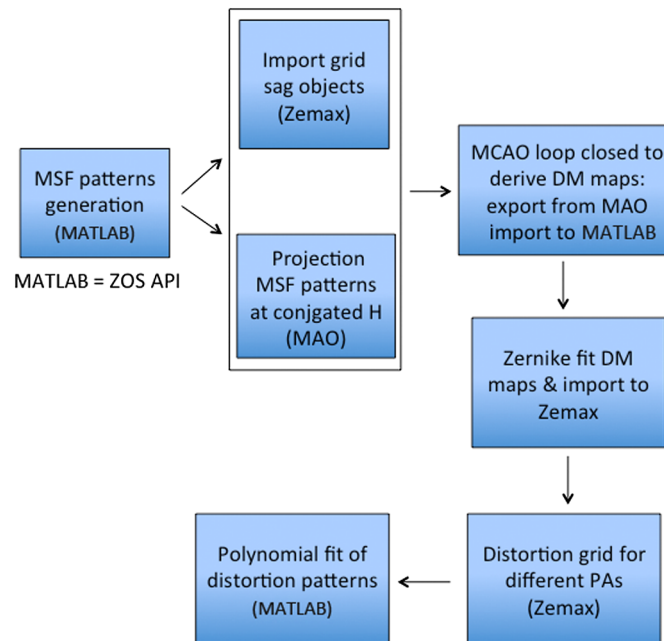 MSF patterns
generation
(MATLAB)
MATLAB = ZOS API
Import grid
sag objects
(Zemax)
Projection
MSF patterns
at conjgated H
(MAO)
MCAO loop closed to
derive DM maps:
export from MAO
import to MATLAB
Zernike fit DM
maps & import to
Zemax
Distortion grid for
different PAs
(Zemax)
Polynomial fit of
distortion patterns
(MATLAB)